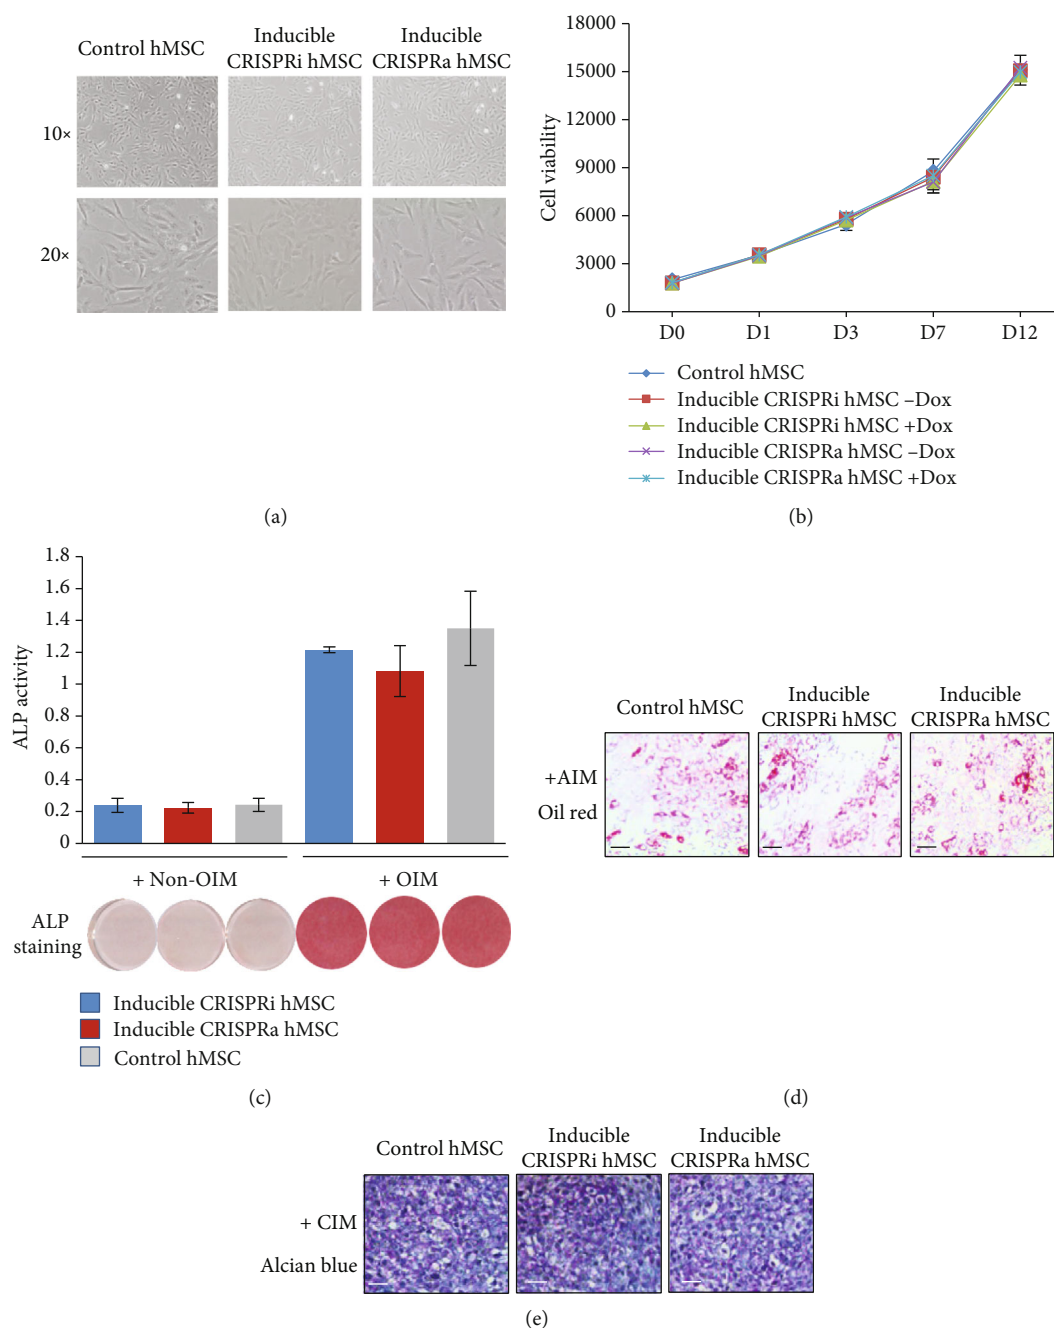 Control hMSC
Inducible
CRISPRi hMSC
Inducible
CRISPRa hMSC
10×
20×
(a)
18000
15000
12000
9000
6000
3000
0
Cell viability
D0 D1 D3 D7 D12
Control hMSC
Inducible CRISPRi hMSC –Dox
Inducible CRISPRi hMSC +Dox
Inducible CRISPRa hMSC –Dox
Inducible CRISPRa hMSC +Dox
(b)
1.8
1.6
1.4
1.2
1
0.8
0.6
0.4
0.2
0
ALP activity
+ Non-OIM + OIM
ALP
staining
Inducible CRISPRi hMSC
Inducible CRISPRa hMSC
Control hMSC
(c)
Control hMSC
Inducible
CRISPRi hMSC
Inducible
CRISPRa hMSC
+AIM
Oil red
(d)
Control hMSC
Inducible
CRISPRi hMSC
Inducible
CRISPRa hMSC
+ CIM
Alcian blue
(e)